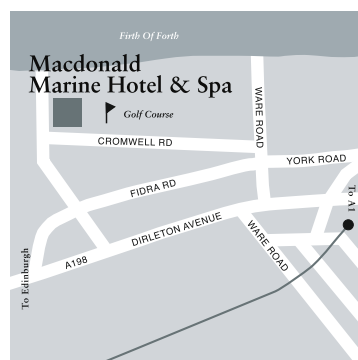 Firth Of Forth
Macdonald
Marine Hotel & Spa
Golf Course
WARE ROAD
CROMWELL RD
YORK ROAD
FIDRA RD
To A1
DIRLETON AVENUE
WARE ROAD
A198
To Edinburgh